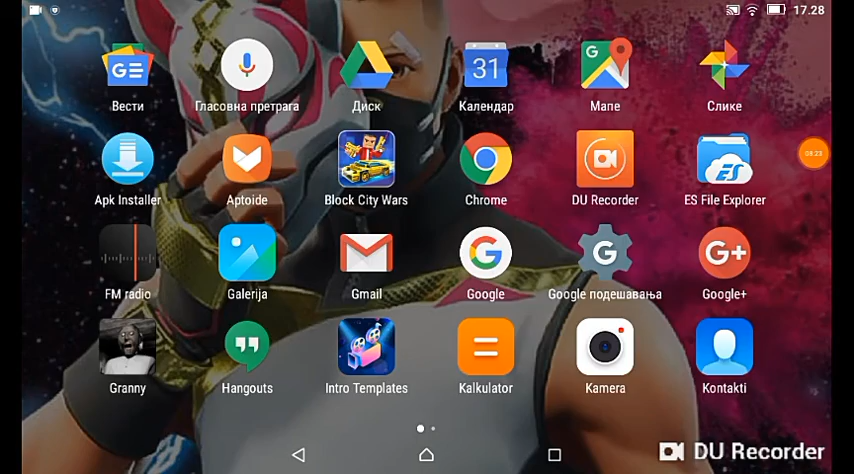 17.28
31
Вести
Гласовна претрага
Диск
Календар
Мапе
Слике
03:23
Apk Installer
Aptoide
Block City Wars
Chrome
DU Recorder
ES File Explorer
FM radio
Galerija
Gmail
Google
Google подешавања
Google+
Granny
Hangouts
Intro Templates
Kalkulator
Kamera
Kontakti
DU Recorder